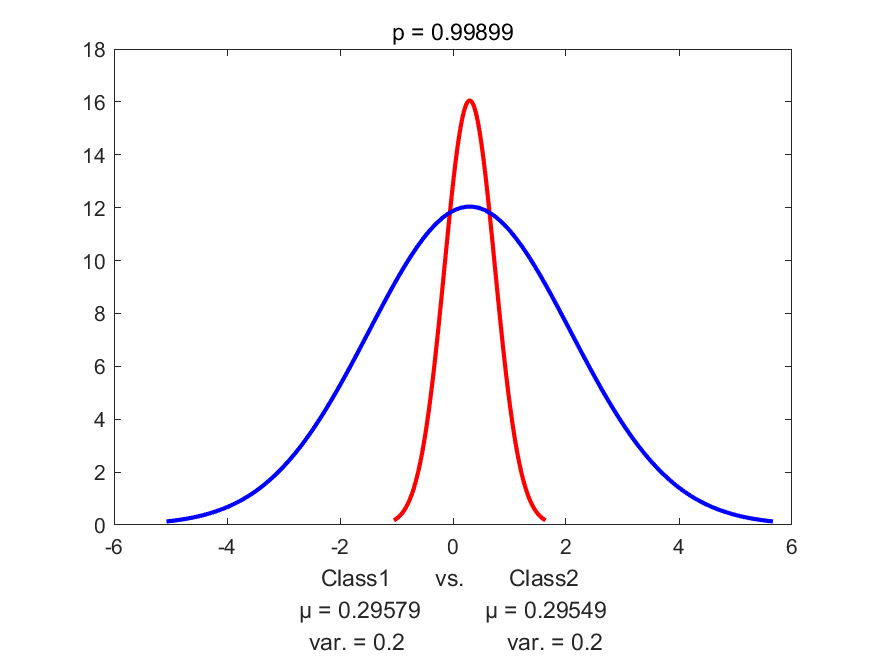 p = 0.99899
18
16
14
12
10
8
6
4
2
0
-6 -4 -2 0 2 4 6
Class1 vs. Class2
μ = 0.29579 μ = 0.29549
var. = 0.2 var. = 0.2